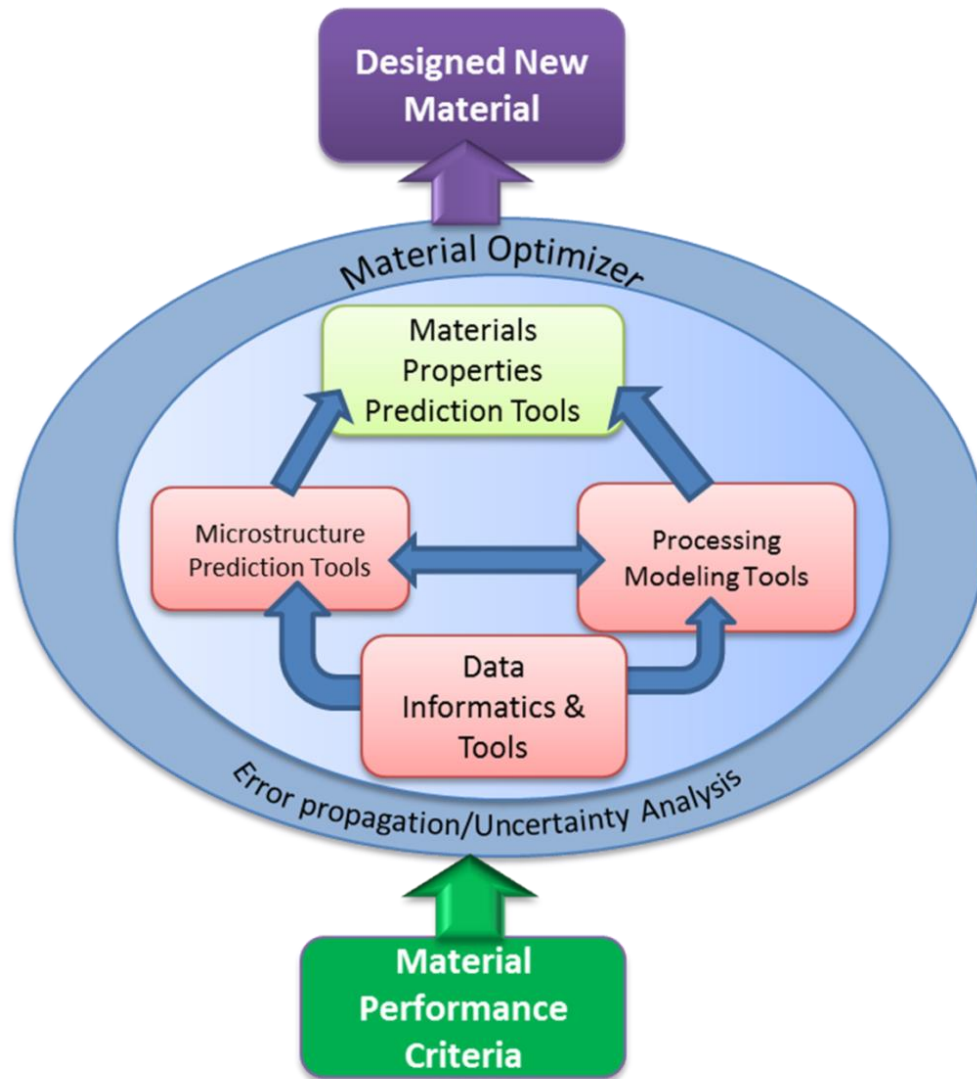 Designed New
Material
Material Optimizer
Materials
Properties
Prediction Tools
Microstructure
Prediction Tools
Processing
Modeling Tools
Data
Informatics &
Tools
Error propagation/Uncertainty Analysis
Material
Performance
Criteria